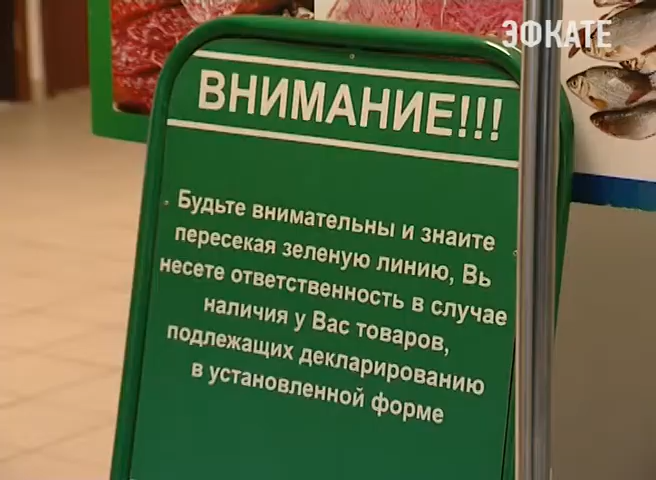 ЭФКАТЕ
ВНИМАНИЕ!!!
Будьте внимательны и знаите
пересекая зеленую линию, Вь
несете ответственность в случае
наличия у Вас товаров,
подлежащих декларированию
в установленной форме